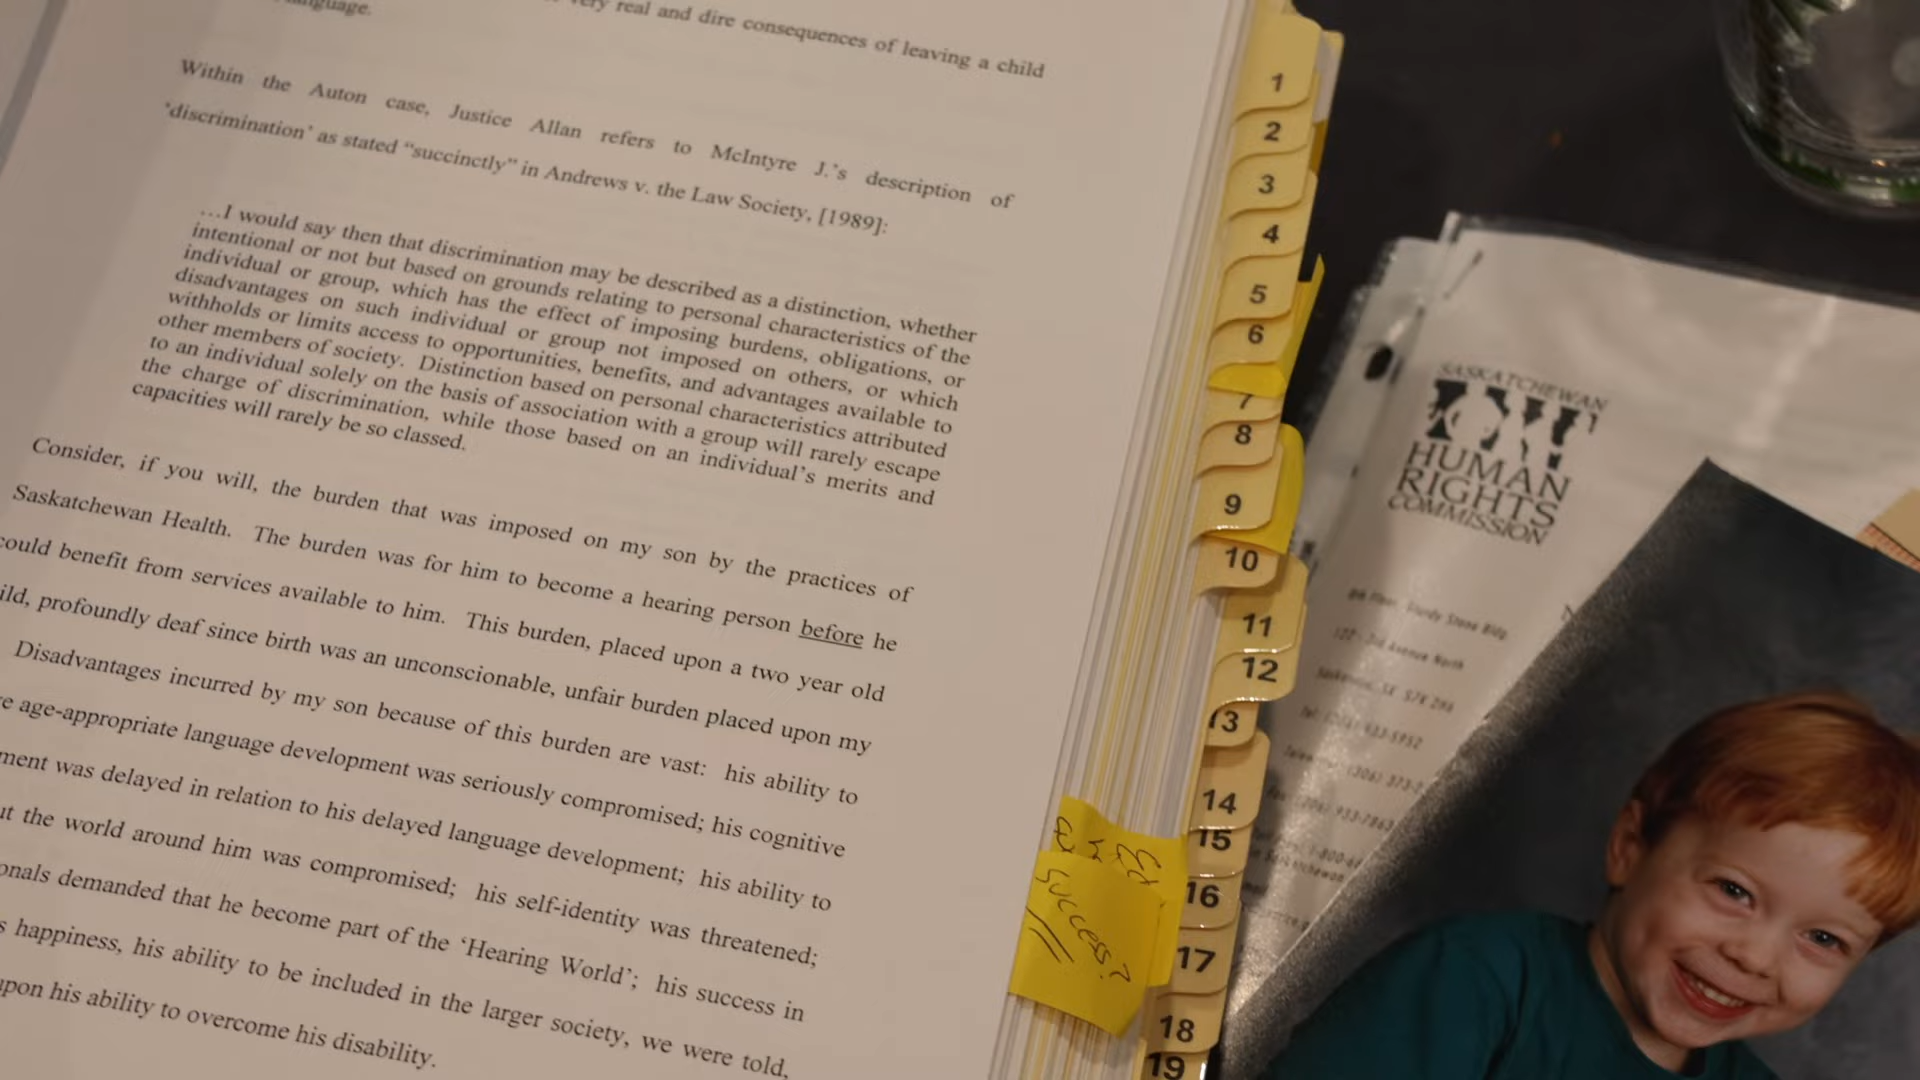 language.
very real and dire consequences of leaving a child
Within the Auton case, Justice Allan refers to McIntyre J.'s description of
'discrimination' as stated "succinctly" in Andrews v. the Law Society, [1989]:
…I would say then that discrimination may be described as a distinction, whether
intentional or not but based on grounds relating to personal characteristics of the
individual or group, which has the effect of imposing burdens, obligations, or
disadvantages on such individual or group not imposed on others, or which
withholds or limits access to opportunities, benefits, and advantages available to
other members of society. Distinction based on personal characteristics attributed
to an individual solely on the basis of association with a group will rarely escape
the charge of discrimination, while those based on an individual's merits and
capacities will rarely be so classed.
Consider, if you will, the burden that was imposed on my son by the practices of
Saskatchewan Health. The burden was for him to become a hearing person before he
could benefit from services available to him. This burden, placed upon a two year old
profoundly deaf since birth was an unconscionable, unfair burden placed upon my
Disadvantages incurred by my son because of this burden are vast: his ability to
age-appropriate language development was seriously compromised; his cognitive
was delayed in relation to his delayed language development; his ability to
the world around him was compromised; his self-identity was threatened;
demanded that he become part of the 'Hearing World'; his success in
happiness, his ability to be included in the larger society, we were told,
upon his ability to overcome his disability.
1
2
3
4
5
6
7
8
9
10
11
12
13
14
15
16
17
18
19
success?
SASKATCHEWAN
HUMAN
RIGHTS
COMMISSION
Sturdy Stone Bldg.
122 - 3rd Avenue North
Saskatoon, SK S7K 2H6